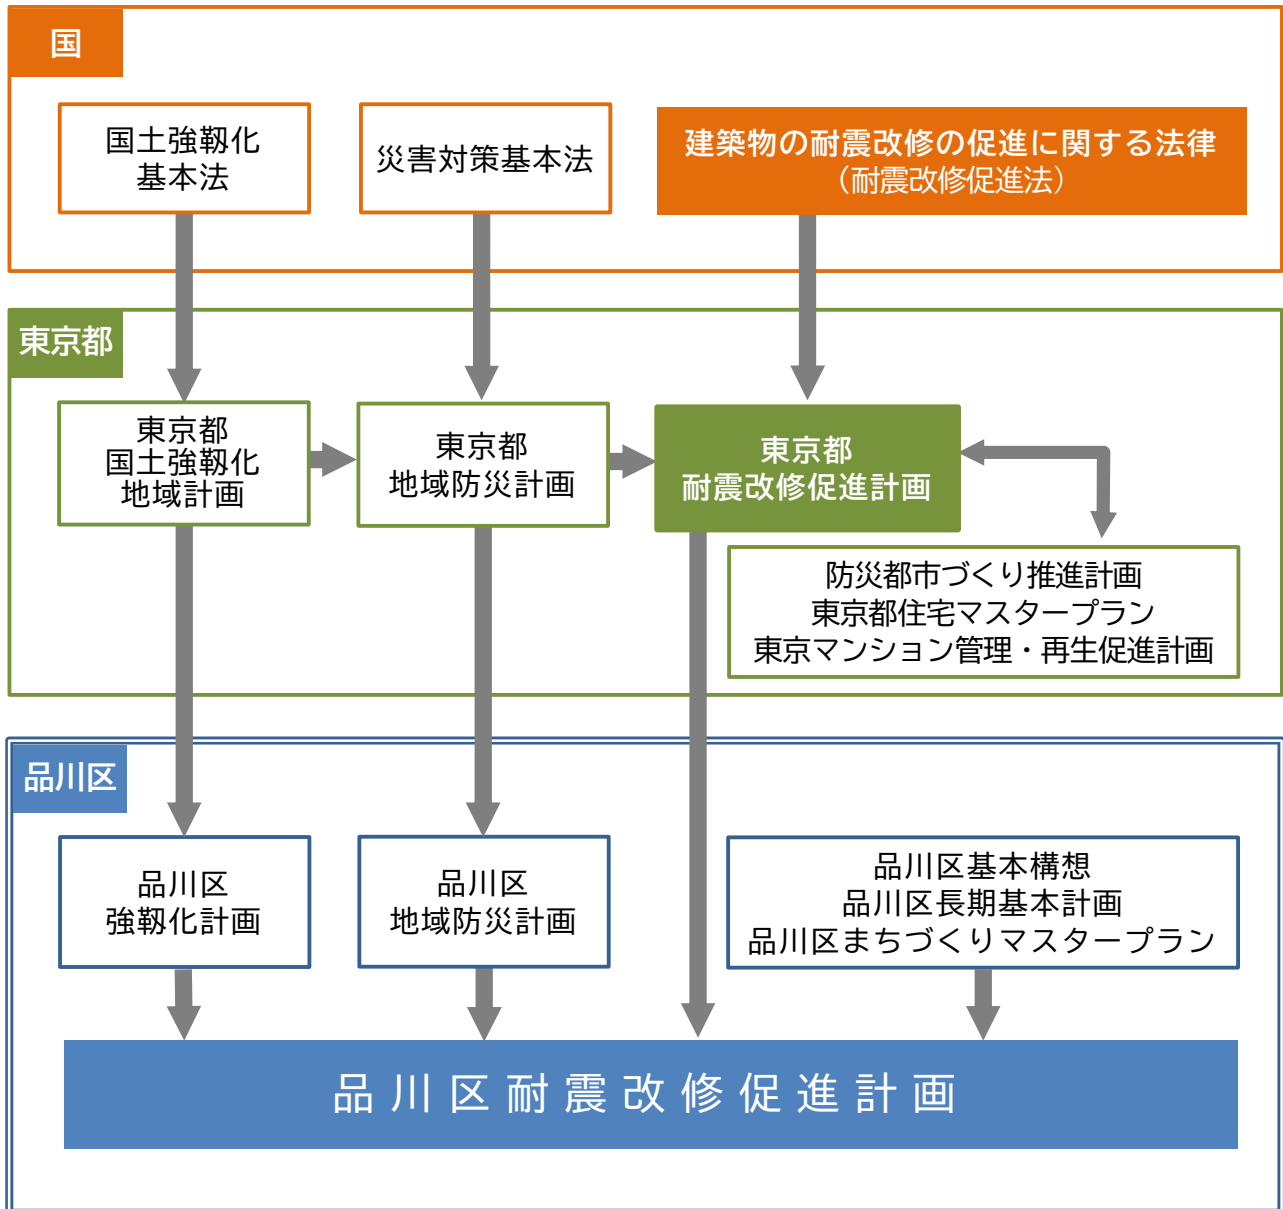 国
国土強靱化
基本法
災害対策基本法
建築物の耐震改修の促進に関する法律
（耐震改修促進法）
東京都
東京都
国土強靱化
地域計画
東京都
地域防災計画
東京都
耐震改修促進計画
防災都市づくり推進計画
東京都住宅マスタープラン
東京マンション管理・再生促進計画
品川区
品川区
強靱化計画
品川区
地域防災計画
品川区基本構想
品川区長期基本計画
品川区まちづくりマスタープラン
品川区耐震改修促進計画